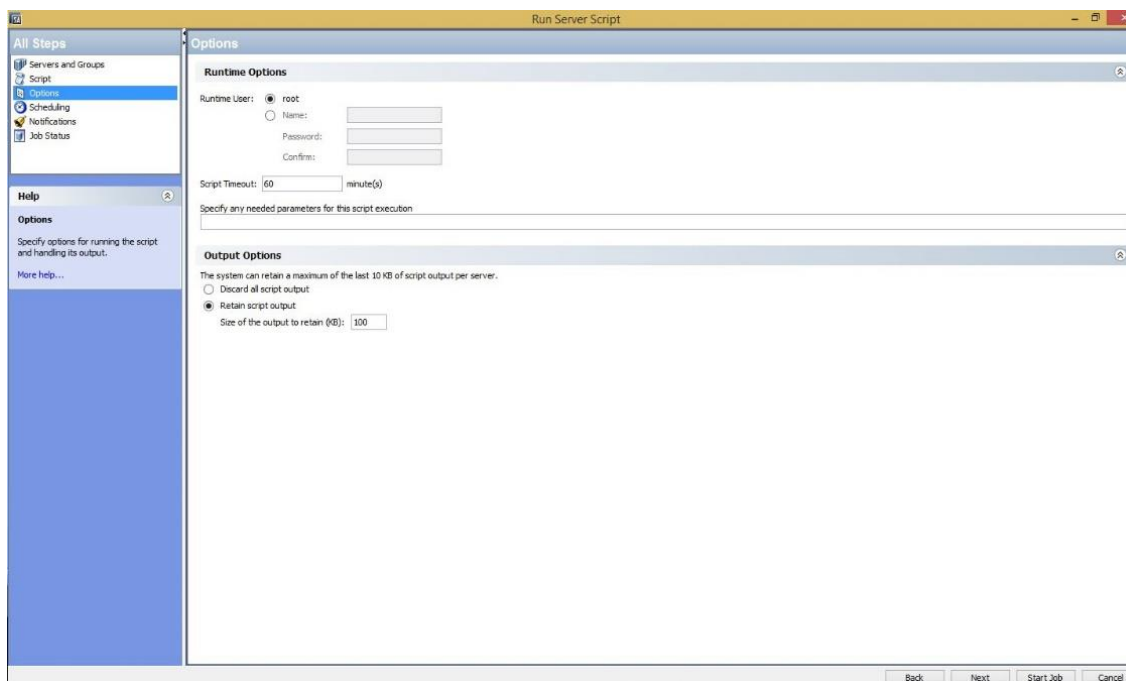 Run Server Script
All Steps
Servers and Groups
Script
Options
Scheduling
Notifications
Job Status
Help
Options
Specify options for running the script
and handling its output.
More help...
Options
Runtime Options
Runtime User: root
Name:
Password:
Confirm:
Script Timeout: 60 minute(s)
Specify any needed parameters for this script execution
Output Options
The system can retain a maximum of the last 10 KB of script output per server.
Discard all script output
Retain script output
Size of the output to retain (KB): 100
Back Next Start Job Cancel